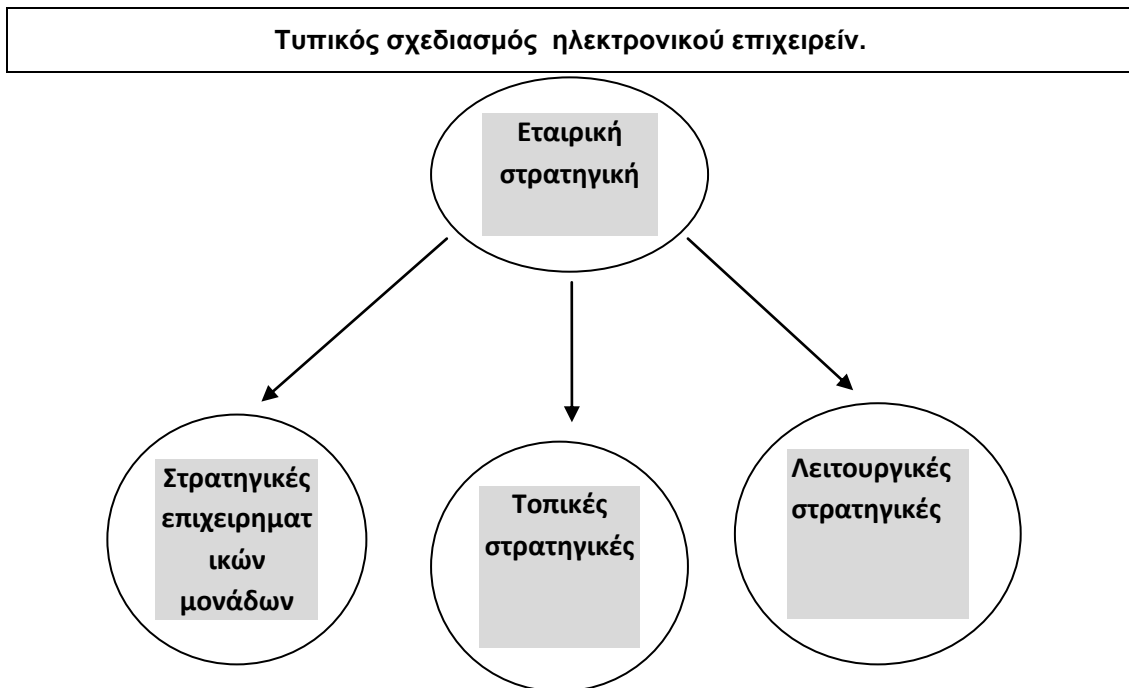 Τυπικός σχεδιασμός ηλεκτρονικού επιχειρείν.
Εταιρική
στρατηγική
Στρατηγικές
επιχειρηματ
ικών
μονάδων
Τοπικές
στρατηγικές
Λειτουργικές
στρατηγικές